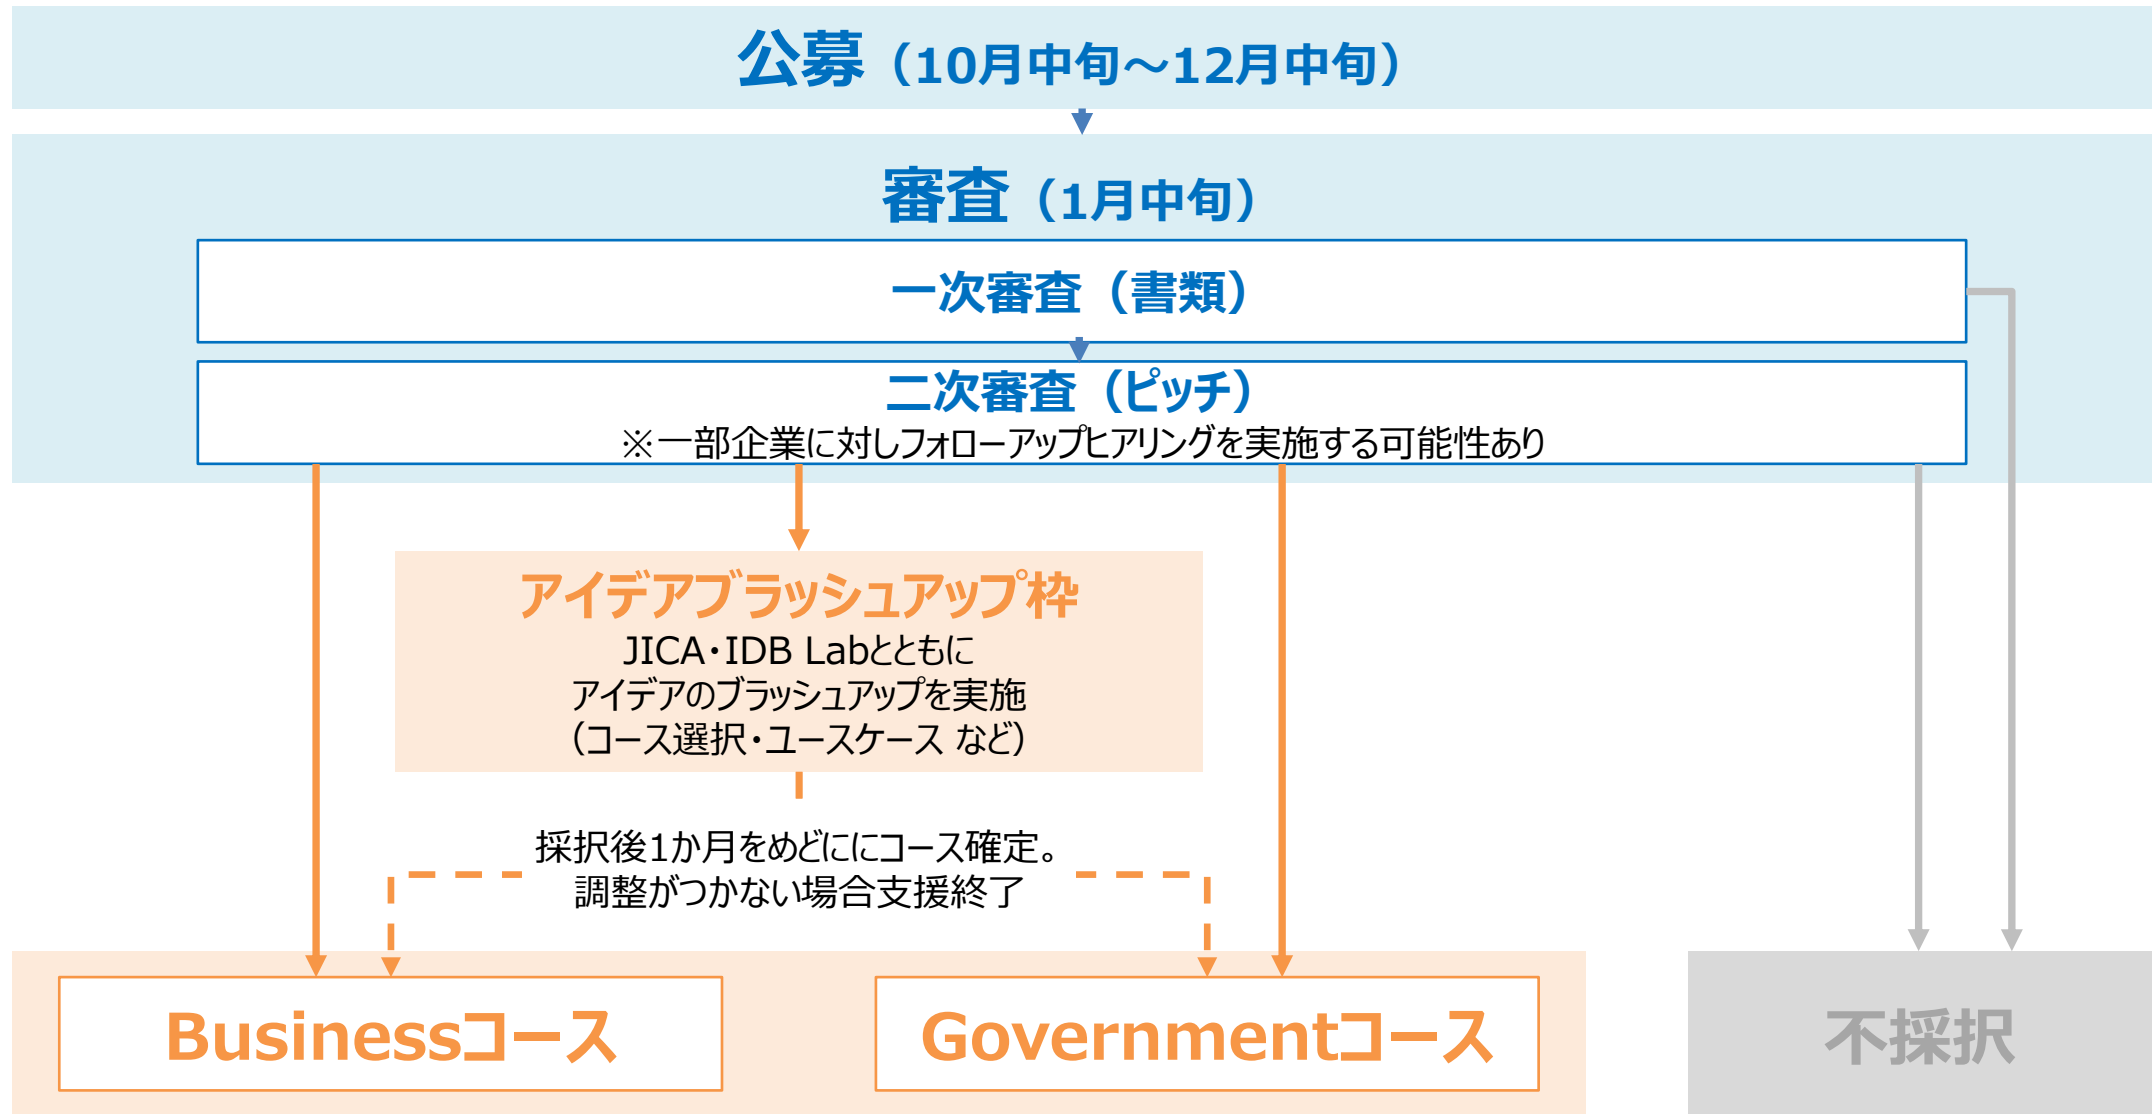 公募（10月中旬～12月中旬）
審査（1月中旬）
一次審査（書類）
二次審査（ピッチ）
※一部企業に対しフォローアップヒアリングを実施する可能性あり
アイデアブラッシュアップ枠
JICA・IDB Labとともに
アイデアのブラッシュアップを実施
（コース選択・ユースケース など）
採択後1か月をめどににコース確定。
調整がつかない場合支援終了
Businessコース
Governmentコース
不採択